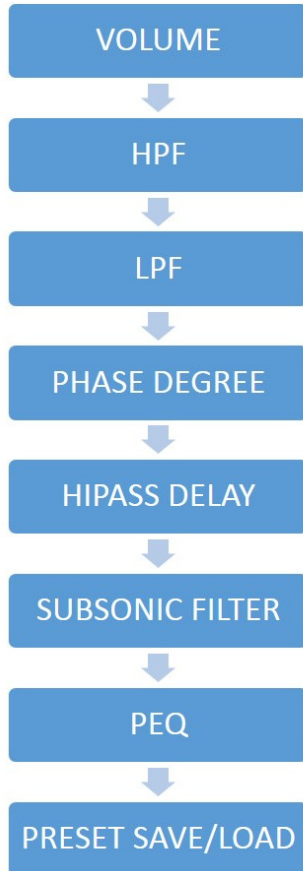 VOLUME
HPF
LPF
PHASE DEGREE
HIPASS DELAY
SUBSONIC FILTER
PEQ
PRESET SAVE/LOAD